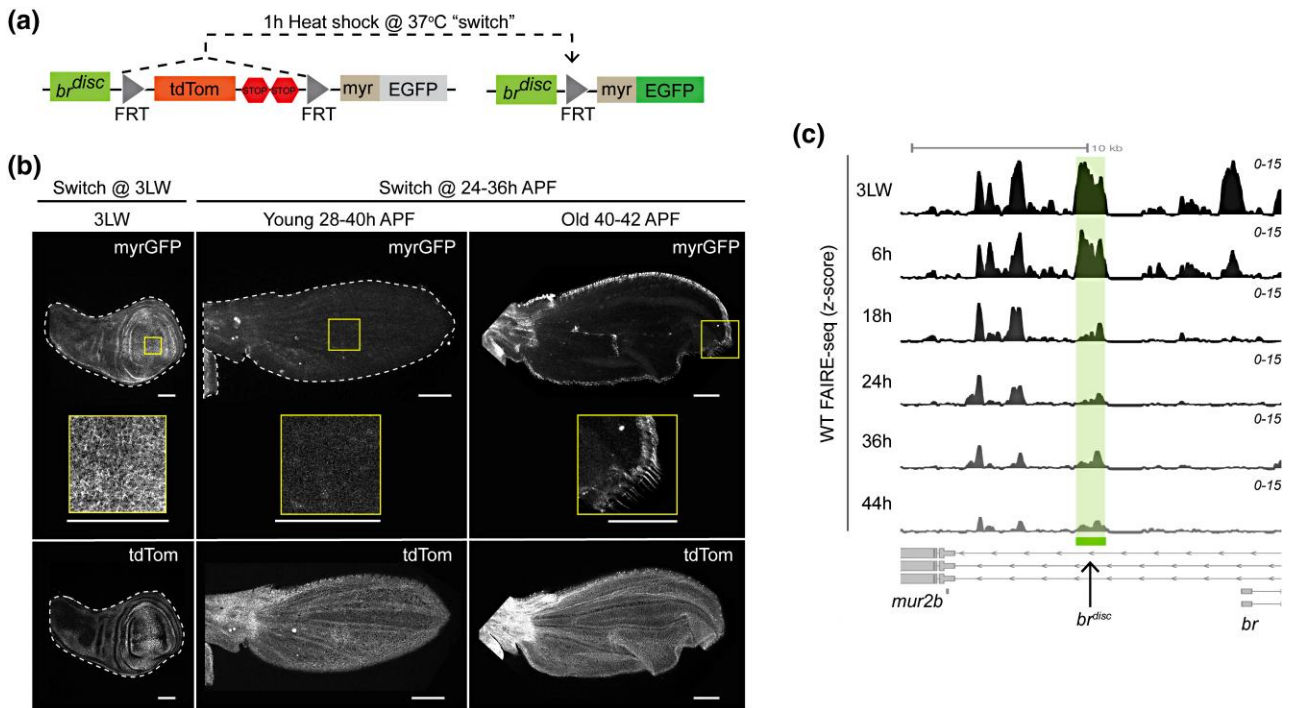 (a)
1h Heat shock @ 37°C “switch”
br^disc tdTom STOP STOP myr EGFP br^disc myr EGFP
FRT FRT FRT
(b)
Switch @ 3LW Switch @ 24-36h APF
3LW Young 28-40h APF Old 40-42 APF
myrGFP myrGFP myrGFP
tdTom tdTom tdTom
(c)
10 kb
WT FAIRE-seq (z-score)
3LW 0-15
6h 0-15
18h 0-15
24h 0-15
36h 0-15
44h 0-15
mur2b br^disc br